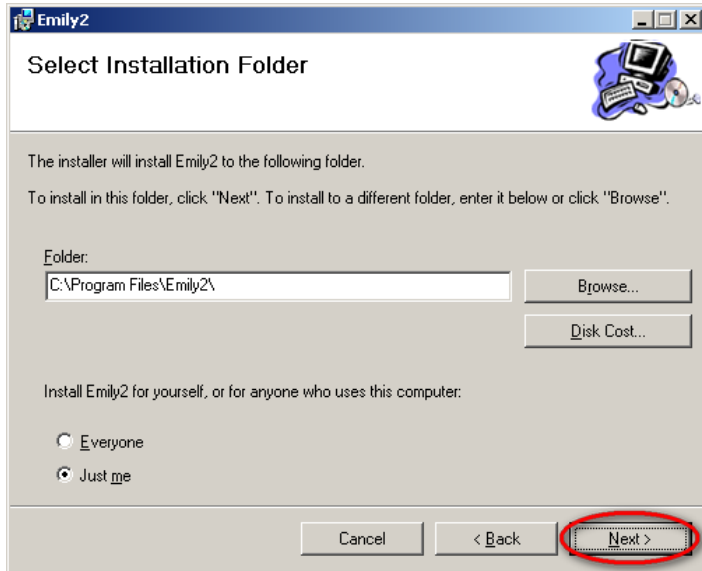 Emily2
Select Installation Folder
The installer will install Emily2 to the following folder.
To install in this folder, click "Next". To install to a different folder, enter it below or click "Browse".
Folder:
C:\Program Files\Emily2\
Browse...
Disk Cost...
Install Emily2 for yourself, or for anyone who uses this computer:
Everyone
Just me
Cancel
< Back
Next >